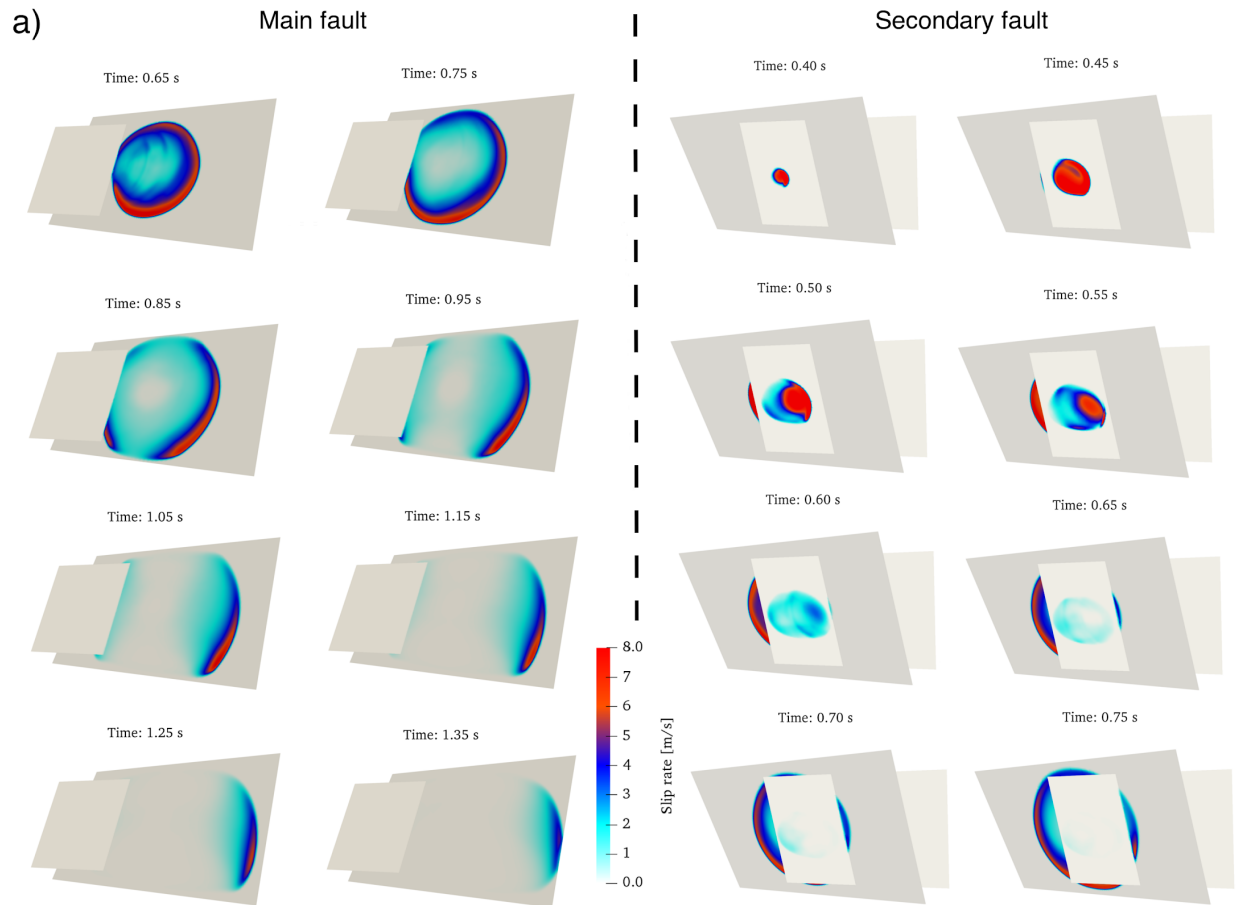 a)
Main fault
Secondary fault
Time: 0.65 s
Time: 0.75 s
Time: 0.40 s
Time: 0.45 s
Time: 0.85 s
Time: 0.95 s
Time: 0.50 s
Time: 0.55 s
Time: 1.05 s
Time: 1.15 s
Time: 0.60 s
Time: 0.65 s
Time: 1.25 s
Time: 1.35 s
Time: 0.70 s
Time: 0.75 s
8.0
7
6
5
4
3
2
1
0.0
Slip rate [m/s]